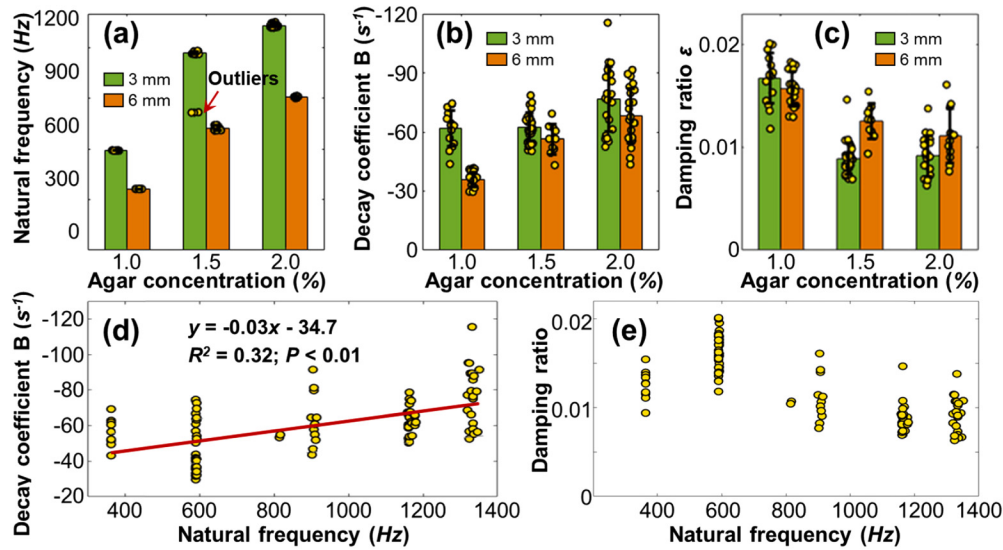 Natural frequency (Hz)
1200
900
600
300
0
(a)
3 mm
6 mm
Outliers
1.0
1.5
2.0
Agar concentration (%)
Decay coefficient B (s⁻¹)
-120
-90
-60
-30
0
(b)
3 mm
6 mm
1.0
1.5
2.0
Agar concentration (%)
Damping ratio ε
0.02
0.01
0
(c)
3 mm
6 mm
1.0
1.5
2.0
Agar concentration (%)
Decay coefficient B (s⁻¹)
-120
-100
-80
-60
-40
-20
(d)
y = -0.03x - 34.7
R² = 0.32; P < 0.01
400
600
800
1000
1200
1400
Natural frequency (Hz)
Damping ratio
0.02
0.01
0
(e)
400
600
800
1000
1200
1400
Natural frequency (Hz)